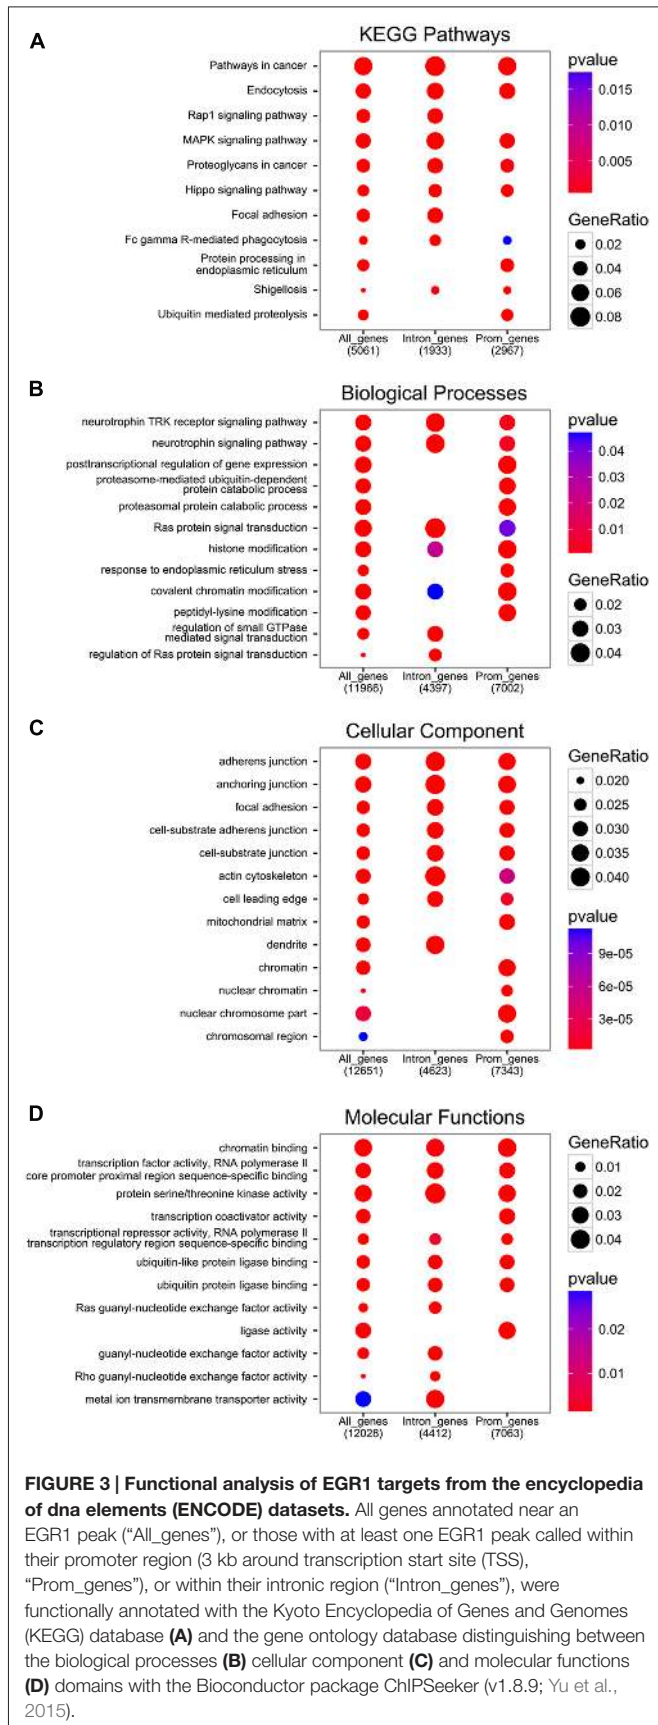 A
KEGG Pathways
Pathways in cancer
Endocytosis
Rap1 signaling pathway
MAPK signaling pathway
Proteoglycans in cancer
Hippo signaling pathway
Focal adhesion
Fc gamma R-mediated phagocytosis
Protein processing in
endoplasmic reticulum
Shigellosis
Ubiquitin mediated proteolysis
All_genes Intron_genes Prom_genes
(5061) (1933) (2967)
pvalue
0.015
0.010
0.005
GeneRatio
0.02
0.04
0.06
0.08
B
Biological Processes
neurotrophin TRK receptor signaling pathway
neurotrophin signaling pathway
posttranscriptional regulation of gene expression
proteasome-mediated ubiquitin-dependent
protein catabolic process
proteasomal protein catabolic process
Ras protein signal transduction
histone modification
response to endoplasmic reticulum stress
covalent chromatin modification
peptidyl-lysine modification
regulation of small GTPase
mediated signal transduction
regulation of Ras protein signal transduction
All_genes Intron_genes Prom_genes
(11966) (4397) (7002)
pvalue
0.04
0.03
0.02
0.01
GeneRatio
0.02
0.03
0.04
C
Cellular Component
adherens junction
anchoring junction
focal adhesion
cell-substrate adherens junction
cell-substrate junction
actin cytoskeleton
cell leading edge
mitochondrial matrix
dendrite
chromatin
nuclear chromatin
nuclear chromosome part
chromosomal region
All_genes Intron_genes Prom_genes
(12651) (4623) (7343)
GeneRatio
0.020
0.025
0.030
0.035
0.040
pvalue
9e-05
6e-05
3e-05
D
Molecular Functions
chromatin binding
transcription factor activity, RNA polymerase II
core promoter proximal region sequence-specific binding
protein serine/threonine kinase activity
transcription coactivator activity
transcriptional repressor activity, RNA polymerase II
transcription regulatory region sequence-specific binding
ubiquitin-like protein ligase binding
ubiquitin protein ligase binding
Ras guanyl-nucleotide exchange factor activity
ligase activity
guanyl-nucleotide exchange factor activity
Rho guanyl-nucleotide exchange factor activity
metal ion transmembrane transporter activity
All_genes Intron_genes Prom_genes
(12028) (4412) (7063)
GeneRatio
0.01
0.02
0.03
0.04
pvalue
0.02
0.01
FIGURE 3 | Functional analysis of EGR1 targets from the encyclopedia
of dna elements (ENCODE) datasets. All genes annotated near an
EGR1 peak (“All_genes”), or those with at least one EGR1 peak called within
their promoter region (3 kb around transcription start site (TSS),
“Prom_genes”), or within their intronic region (“Intron_genes”), were
functionally annotated with the Kyoto Encyclopedia of Genes and Genomes
(KEGG) database (A) and the gene ontology database distinguishing between
the biological processes (B) cellular component (C) and molecular functions
(D) domains with the Bioconductor package ChIPSeeker (v1.8.9; Yu et al.,
2015).